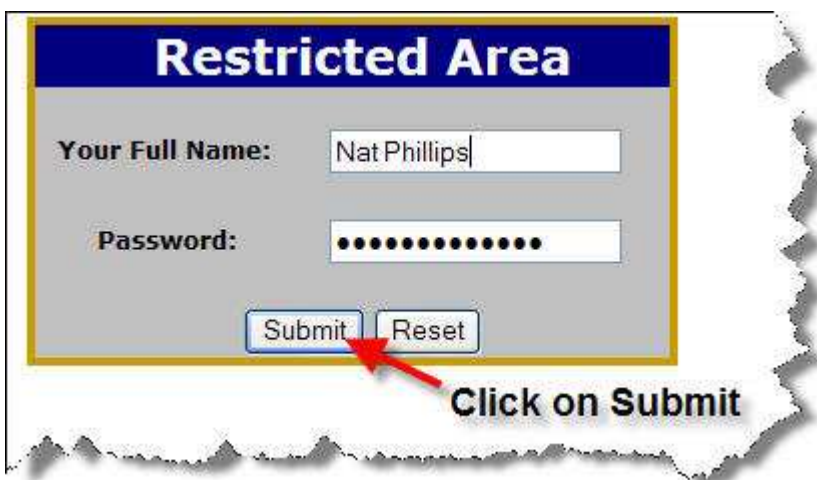 Restricted Area
Your Full Name: Nat Phillips
Password: •••••••••••••
Submit Reset
Click on Submit